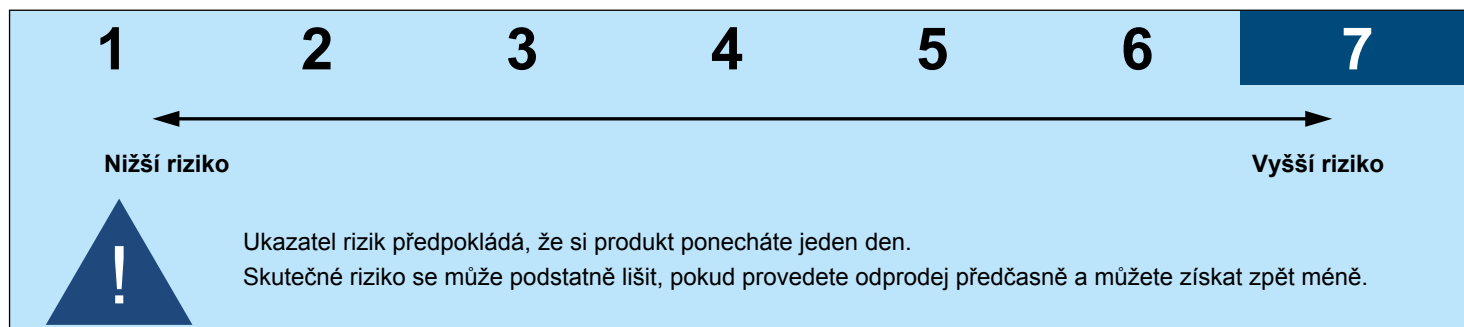 1 2 3 4 5 6 7
Nižší riziko Vyšší riziko
!
Ukazatel rizik předpokládá, že si produkt ponecháte jeden den.
Skutečné riziko se může podstatně lišit, pokud provedete odprodej předčasně a můžete získat zpět méně.